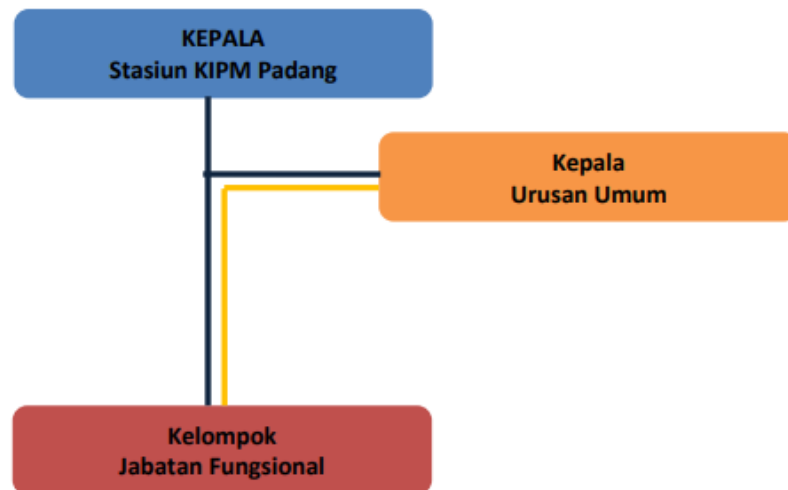 KEPALA
Stasiun KIPM Padang
Kepala
Urusan Umum
Kelompok
Jabatan Fungsional